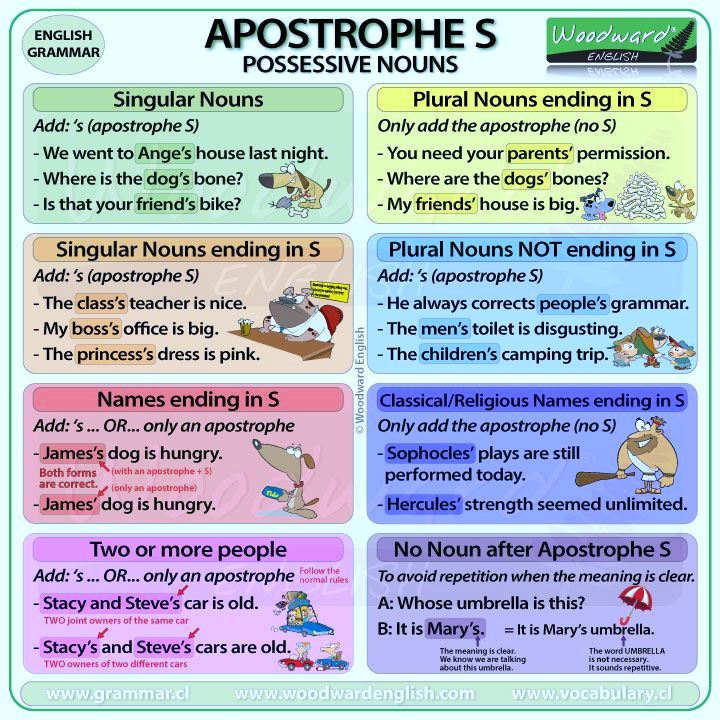 ENGLISH
GRAMMAR
APOSTROPHE S
POSSESSIVE NOUNS
Woodward®
ENGLISH
Singular Nouns
Add: 's (apostrophe S)
- We went to Ange's house last night.
- Where is the dog's bone?
- Is that your friend's bike?
Plural Nouns ending in S
Only add the apostrophe (no S)
- You need your parents' permission.
- Where are the dogs' bones?
- My friends' house is big.
Singular Nouns ending in S
Add: 's (apostrophe S)
- The class's teacher is nice.
- My boss's office is big.
- The princess's dress is pink.
Plural Nouns NOT ending in S
Add: 's (apostrophe S)
- He always corrects people's grammar.
- The men's toilet is disgusting.
- The children's camping trip.
© Woodward English
Names ending in S
Add: 's ... OR... only an apostrophe
- James's dog is hungry.
Both forms
are correct.
(with an apostrophe + S)
(only an apostrophe)
- James' dog is hungry.
Classical/Religious Names ending in S
Only add the apostrophe (no S)
- Sophocles' plays are still
performed today.
- Hercules' strength seemed unlimited.
Two or more people
Add: 's ... OR... only an apostrophe
Follow the
normal rules
- Stacy and Steve's car is old.
TWO joint owners of the same car
- Stacy's and Steve's cars are old.
TWO owners of two different cars
No Noun after Apostrophe S
To avoid repetition when the meaning is clear.
A: Whose umbrella is this?
B: It is Mary's. = It is Mary's umbrella.
The meaning is clear.
We know we are talking
about this umbrella.
The word UMBRELLA
is not necessary.
It sounds repetitive.
www.grammar.cl www.woodwardenglish.com www.vocabulary.cl